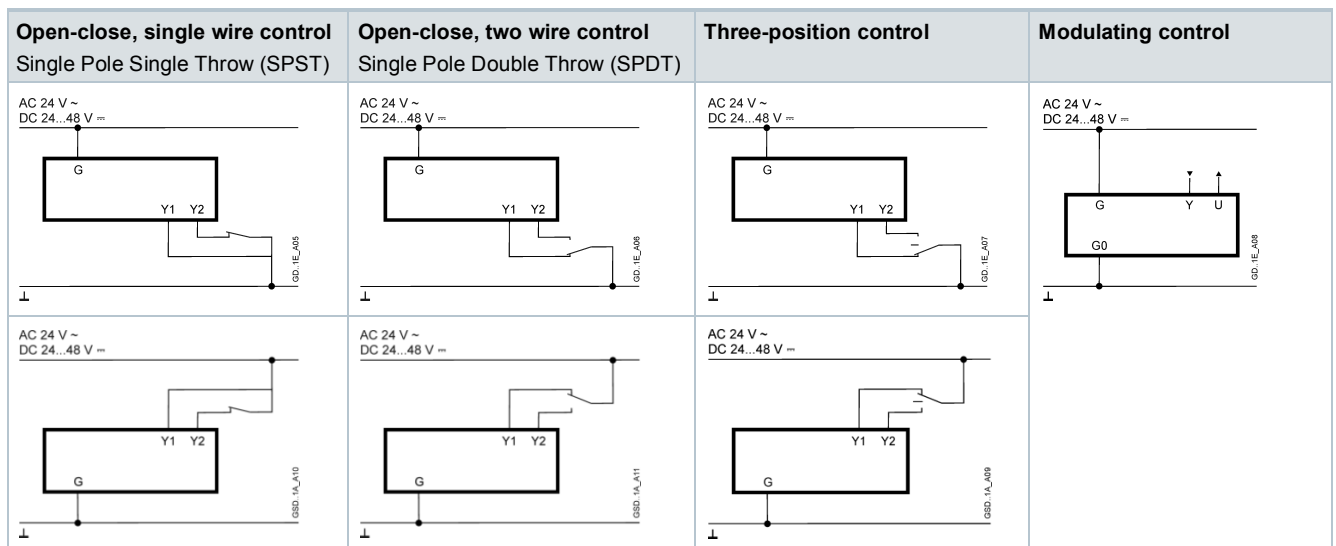 Open-close, single wire control
Single Pole Single Throw (SPST)
Open-close, two wire control
Single Pole Double Throw (SPDT)
Three-position control
Modulating control
AC 24 V ~
DC 24...48 V ⎓
G
Y1 Y2
GD..1E_A05
⊥
AC 24 V ~
DC 24...48 V ⎓
G
Y1 Y2
GD..1E_A06
⊥
AC 24 V ~
DC 24...48 V ⎓
G
Y1 Y2
GD..1E_A07
⊥
AC 24 V ~
DC 24...48 V ⎓
G Y U
G0
GD..1E_A08
⊥
AC 24 V ~
DC 24...48 V ⎓
Y1 Y2
G
GSD..1A_A10
⊥
AC 24 V ~
DC 24...48 V ⎓
Y1 Y2
G
GSD..1A_A11
⊥
AC 24 V ~
DC 24...48 V ⎓
Y1 Y2
G
GSD..1A_A09
⊥